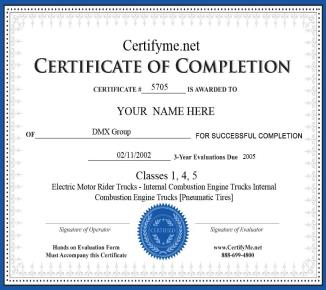 Certifyme.net
CERTIFICATE OF COMPLETION
CERTIFICATE # 5705 IS AWARDED TO
YOUR NAME HERE
OF DMX Group FOR SUCCESSFUL COMPLETION
02/11/2002 3-Year Evaluations Due 2005
Classes 1, 4, 5
Electric Motor Rider Trucks - Internal Combustion Engine Trucks Internal
Combustion Engine Trucks [Pneumatic Tires]
CERTIFIED
Signature of Operator Signature of Evaluator
Hands on Evaluation Form www.CertifyMe.net
Must Accompany this Certificate 888-699-4800